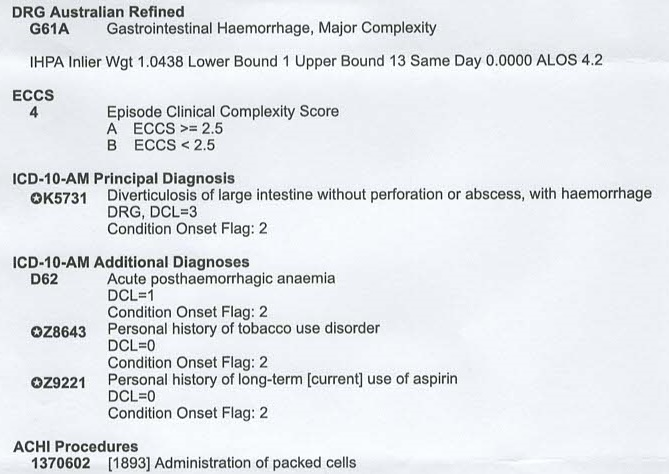 DRG Australian Refined
G61A Gastrointestinal Haemorrhage, Major Complexity
IHPA Inlier Wgt 1.0438 Lower Bound 1 Upper Bound 13 Same Day 0.0000 ALOS 4.2
ECCS
4 Episode Clinical Complexity Score
A ECCS >= 2.5
B ECCS < 2.5
ICD-10-AM Principal Diagnosis
✪K5731 Diverticulosis of large intestine without perforation or abscess, with haemorrhage
DRG, DCL=3
Condition Onset Flag: 2
ICD-10-AM Additional Diagnoses
D62 Acute posthaemorrhagic anaemia
DCL=1
Condition Onset Flag: 2
✪Z8643 Personal history of tobacco use disorder
DCL=0
Condition Onset Flag: 2
✪Z9221 Personal history of long-term [current] use of aspirin
DCL=0
Condition Onset Flag: 2
ACHI Procedures
1370602 [1893] Administration of packed cells